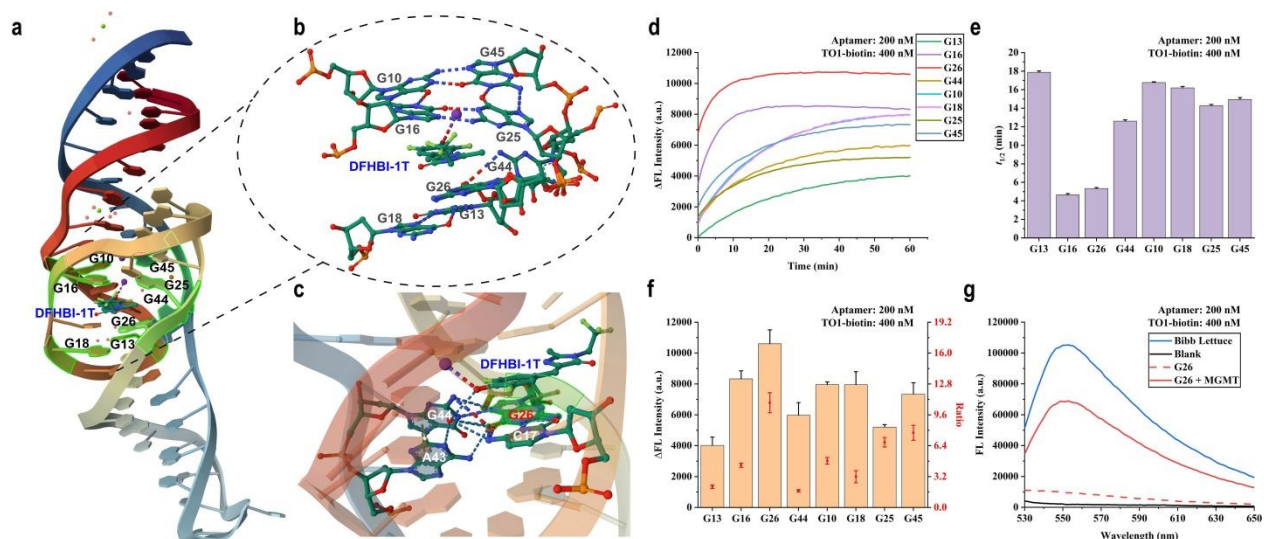 a
G10
G45
G16
G25
G44
DFHBI-1T
G26
G18
G13
b
G45
G10
G16
G25
DFHBI-1T
G44
G26
G18
G13
c
DFHBI-1T
G44
G26
C17
A43
d
Aptamer: 200 nM
TO1-biotin: 400 nM
ΔFL Intensity (a.u.)
12000
10000
8000
6000
4000
2000
0
0 10 20 30 40 50 60
Time (min)
G13
G16
G26
G44
G10
G18
G25
G45
e
Aptamer: 200 nM
TO1-biotin: 400 nM
t1/2 (min)
20
18
16
14
12
10
8
6
4
2
0
G13 G16 G26 G44 G10 G18 G25 G45
f
Aptamer: 200 nM
TO1-biotin: 400 nM
ΔFL Intensity (a.u.)
12000
10000
8000
6000
4000
2000
0
19.2
16.0
12.8
9.6
6.4
3.2
0.0
Ratio
G13 G16 G26 G44 G10 G18 G25 G45
g
Aptamer: 200 nM
TO1-biotin: 400 nM
Bibb Lettuce
Blank
G26
G26 + MGMT
FL Intensity (a.u.)
12000
10000
8000
6000
4000
2000
0
530 550 570 590 610 630 650
Wavelength (nm)